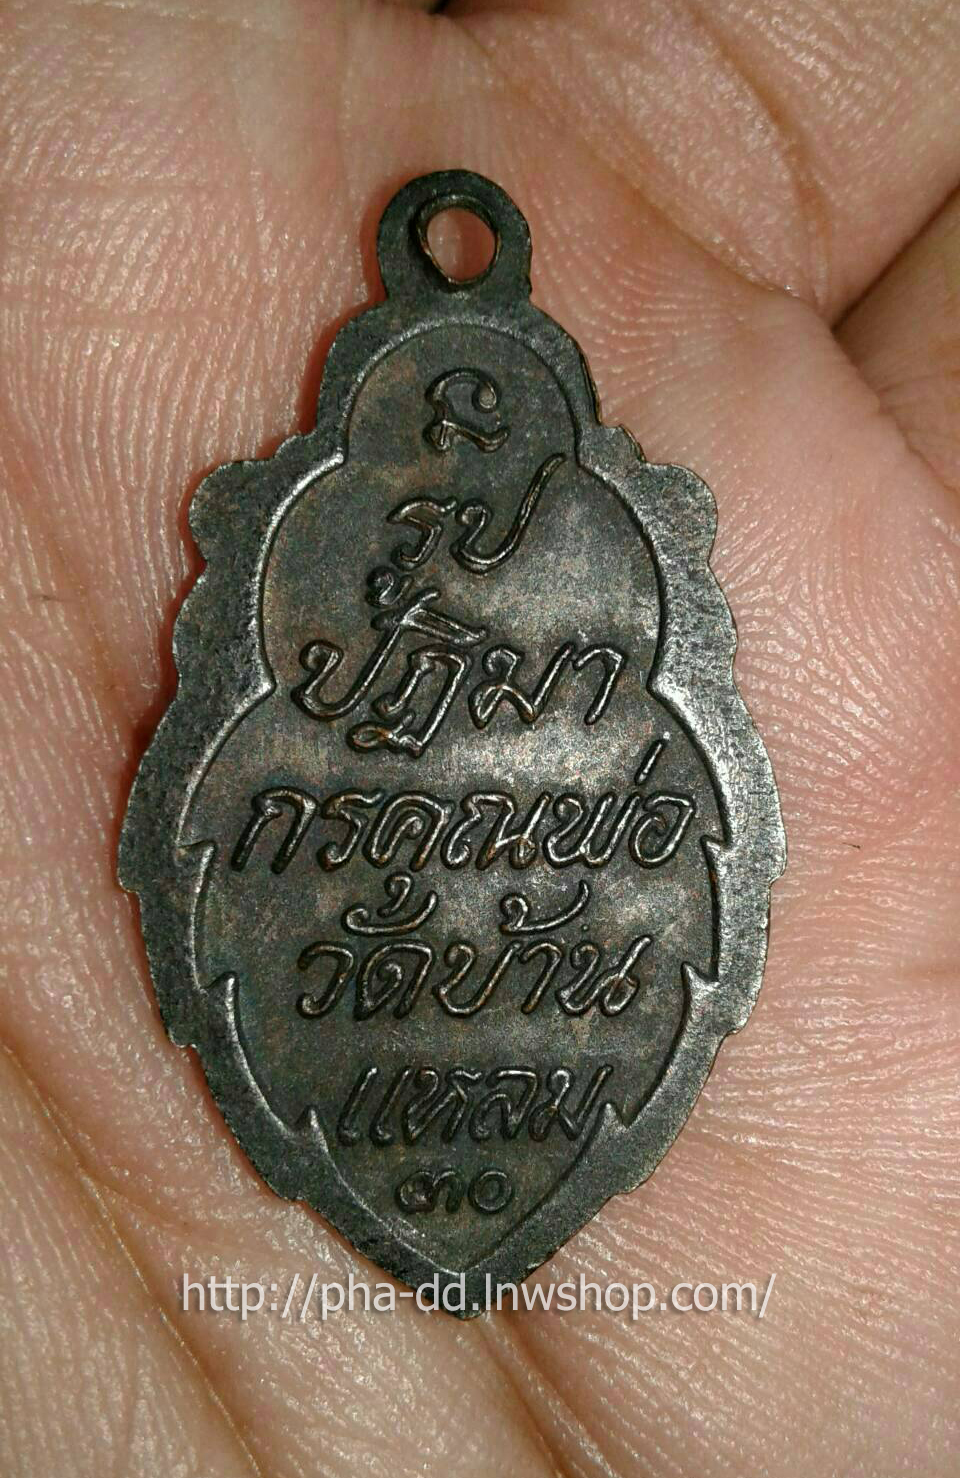 รูป
ปั้ฏิมา
กรคุณพ่อ
วัดบ้าน
แหลม
๓๐
http://pha-dd.lnwshop.com/